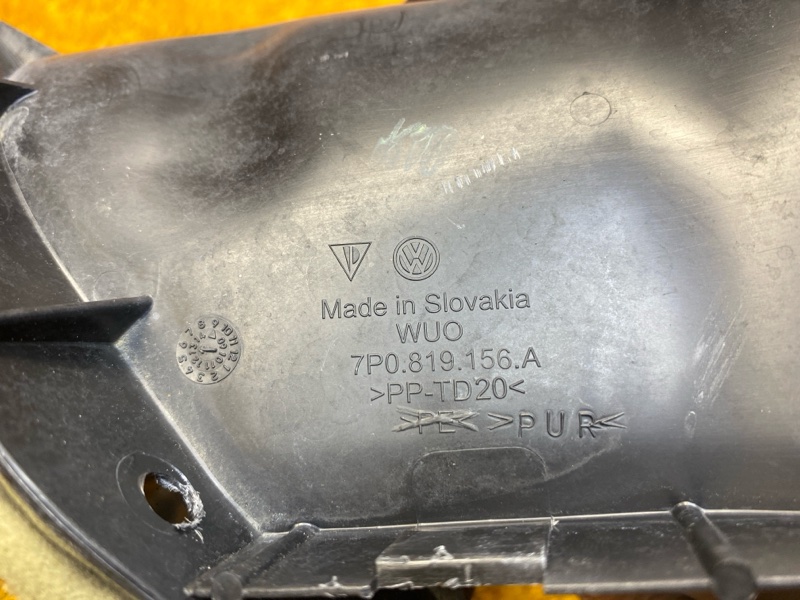 Made in Slovakia
WUO
7P0.819.156.A
>PP-TD20<
>PE< >PUR<